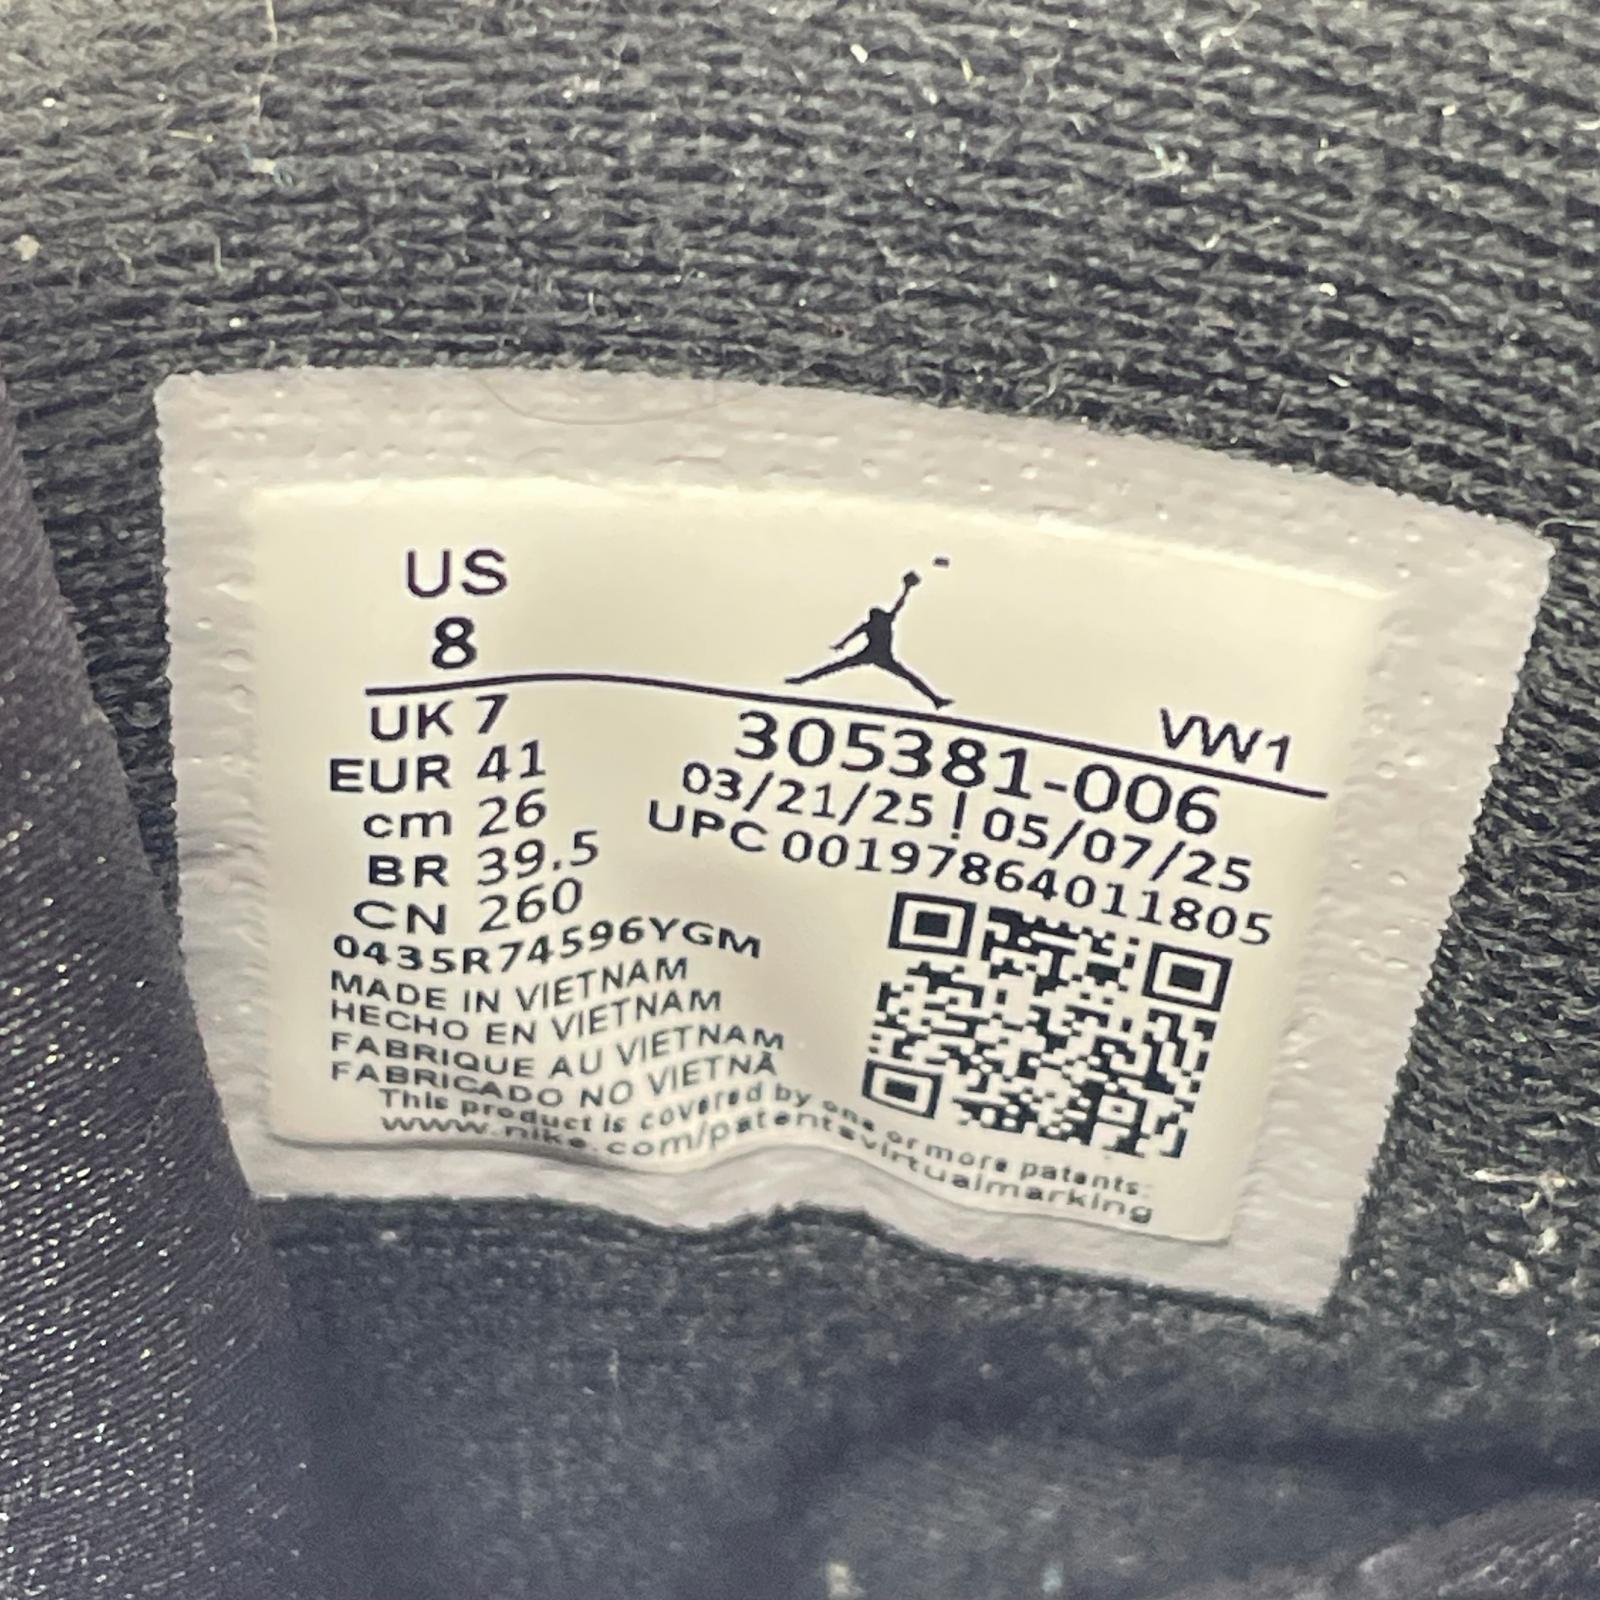 US
8
UK 7
EUR 41
cm 26
BR 39.5
CN 260
VW1
305381-006
03/21/25 ! 05/07/25
UPC 00197864011805
0435R74596YGM
MADE IN VIETNAM
HECHO EN VIETNAM
FABRIQUE AU VIETNAM
FABRICADO NO VIETNÃ
This product is covered by one or more patents:
www.nike.com/patentsvirtualmarking